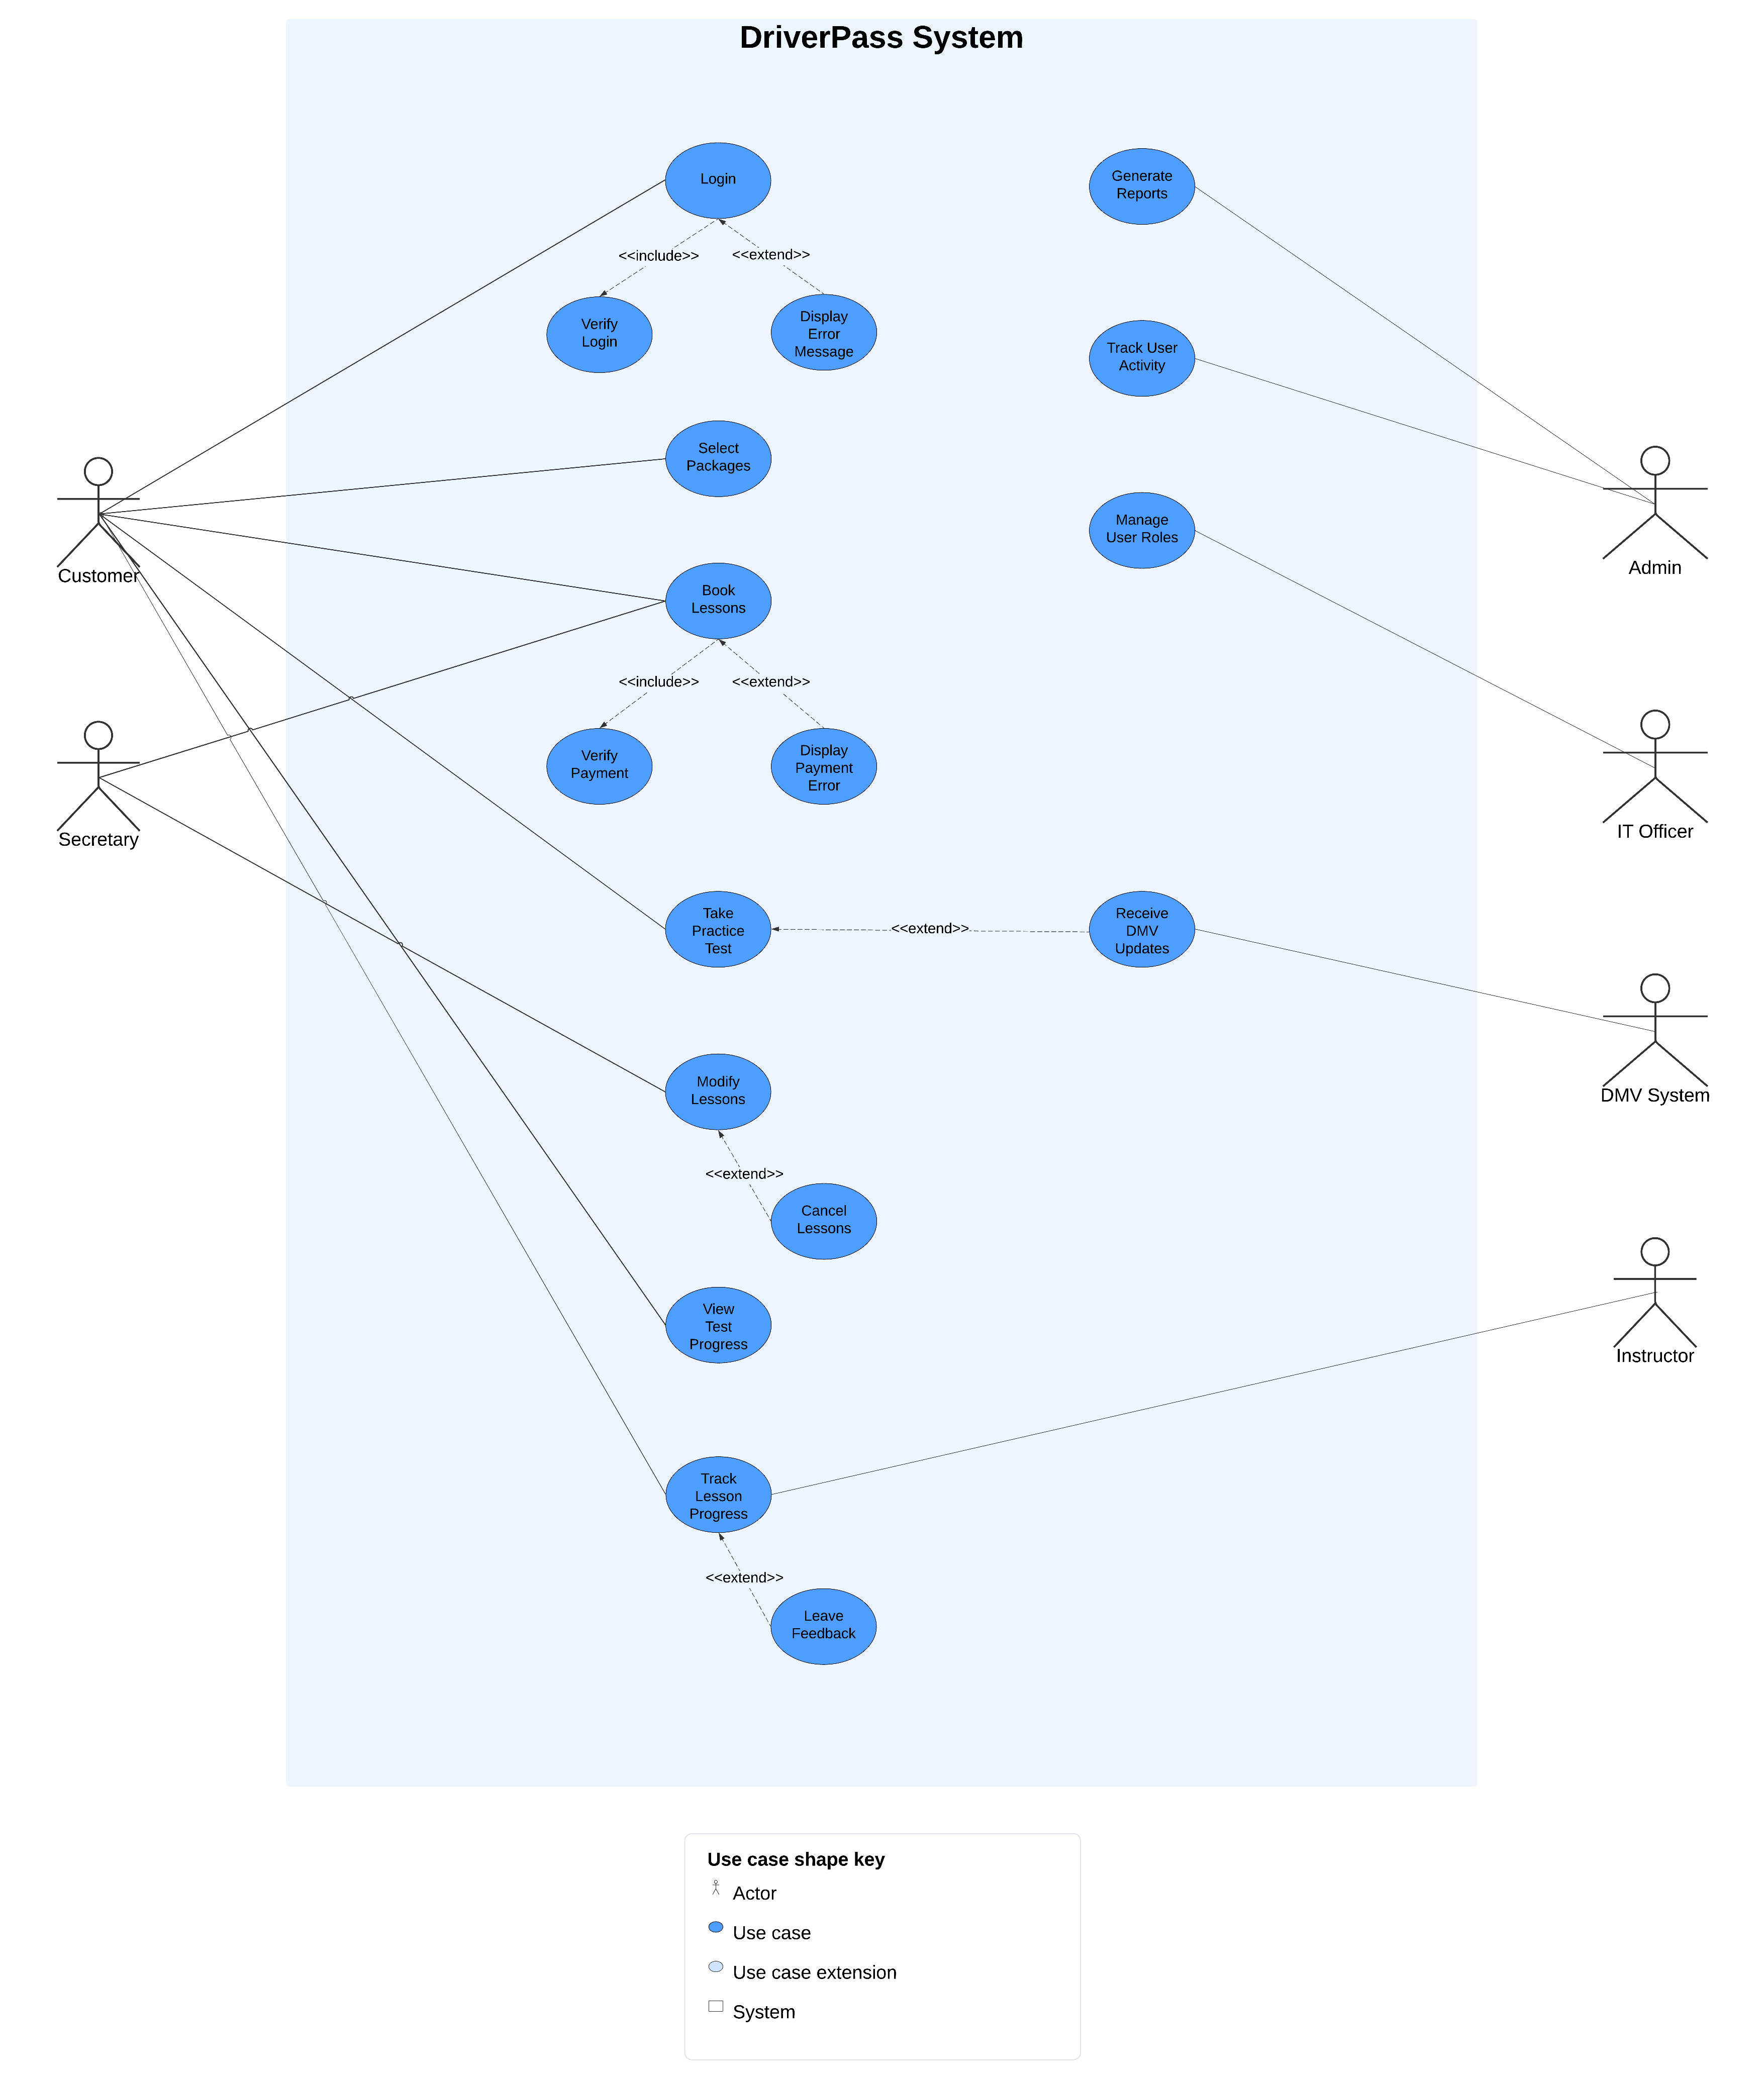 DriverPass System
Login
<<include>>
<<extend>>
Verify
Login
Display
Error
Message
Select
Packages
Book
Lessons
<<include>>
<<extend>>
Verify
Payment
Display
Payment
Error
Take
Practice
Test
<<extend>>
Receive
DMV
Updates
Modify
Lessons
<<extend>>
Cancel
Lessons
View
Test
Progress
Track
Lesson
Progress
<<extend>>
Leave
Feedback
Generate
Reports
Track User
Activity
Manage
User Roles
Customer
Secretary
Admin
IT Officer
DMV System
Instructor
Use case shape key
Actor
Use case
Use case extension
System